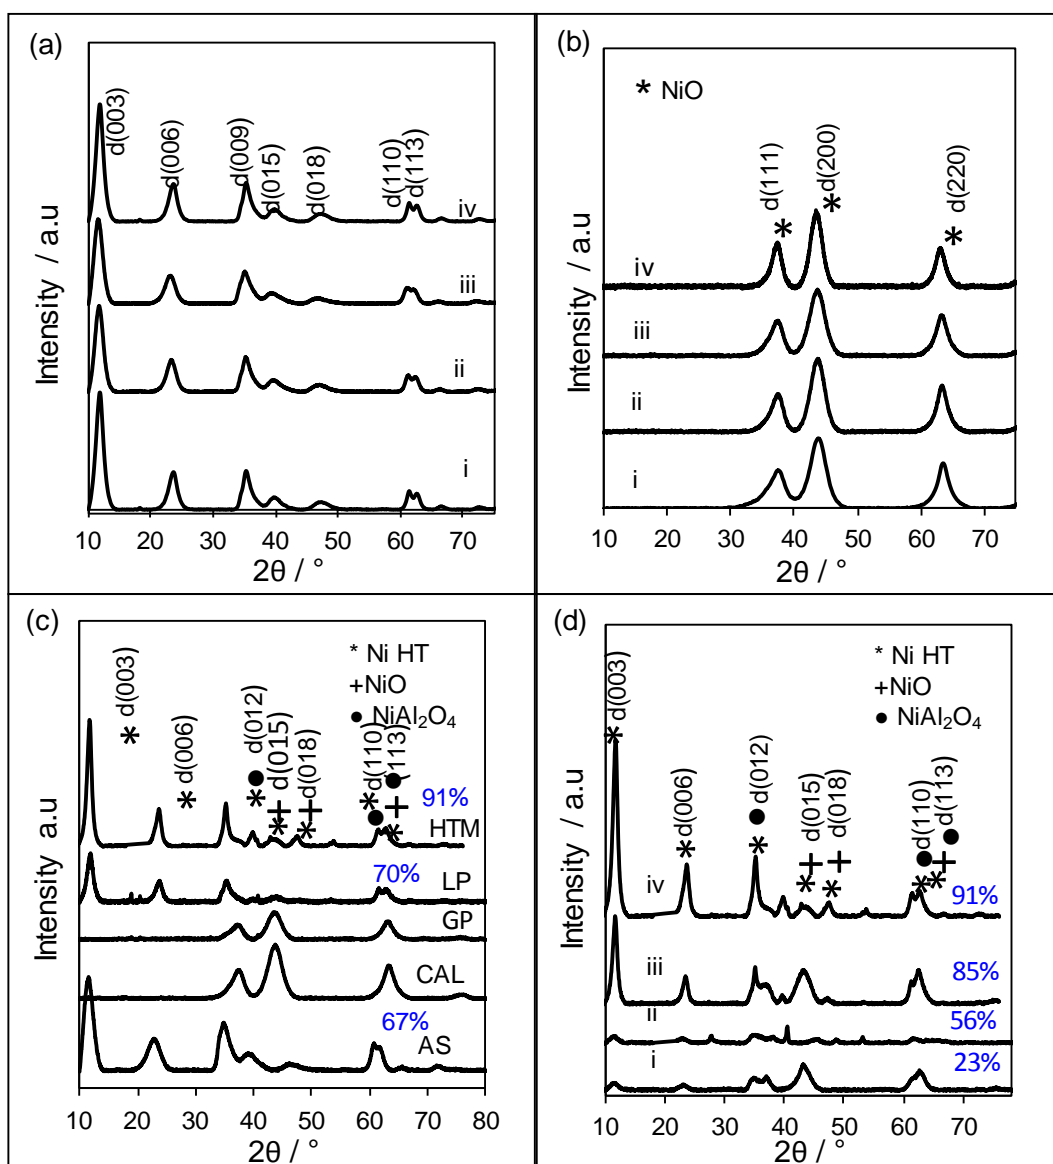 (a)
Intensity / a.u
d(003)
d(006)
d(009)
d(015)
d(018)
d(110)
d(113)
iv
iii
ii
i
10 20 30 40 50 60 70
2θ / °
(b)
Intensity / a.u
* NiO
d(111)
*
d(200)
*
d(220)
*
iv
iii
ii
i
10 20 30 40 50 60 70
2θ / °
(c)
Intensity / a.u
* Ni HT
+NiO
● NiAl₂O₄
d(003)
d(006)
d(012)
d(015)
d(018)
d(110)
(113)
91%
HTM
70%
LP
GP
CAL
67%
AS
10 20 30 40 50 60 70 80
2θ / °
(d)
Intensity / a.u
* Ni HT
+NiO
● NiAl₂O₄
d(003)
d(006)
d(012)
d(015)
d(018)
d(110)
d(113)
iv
91%
iii
85%
ii
56%
i
23%
10 20 30 40 50 60 70
2θ / °